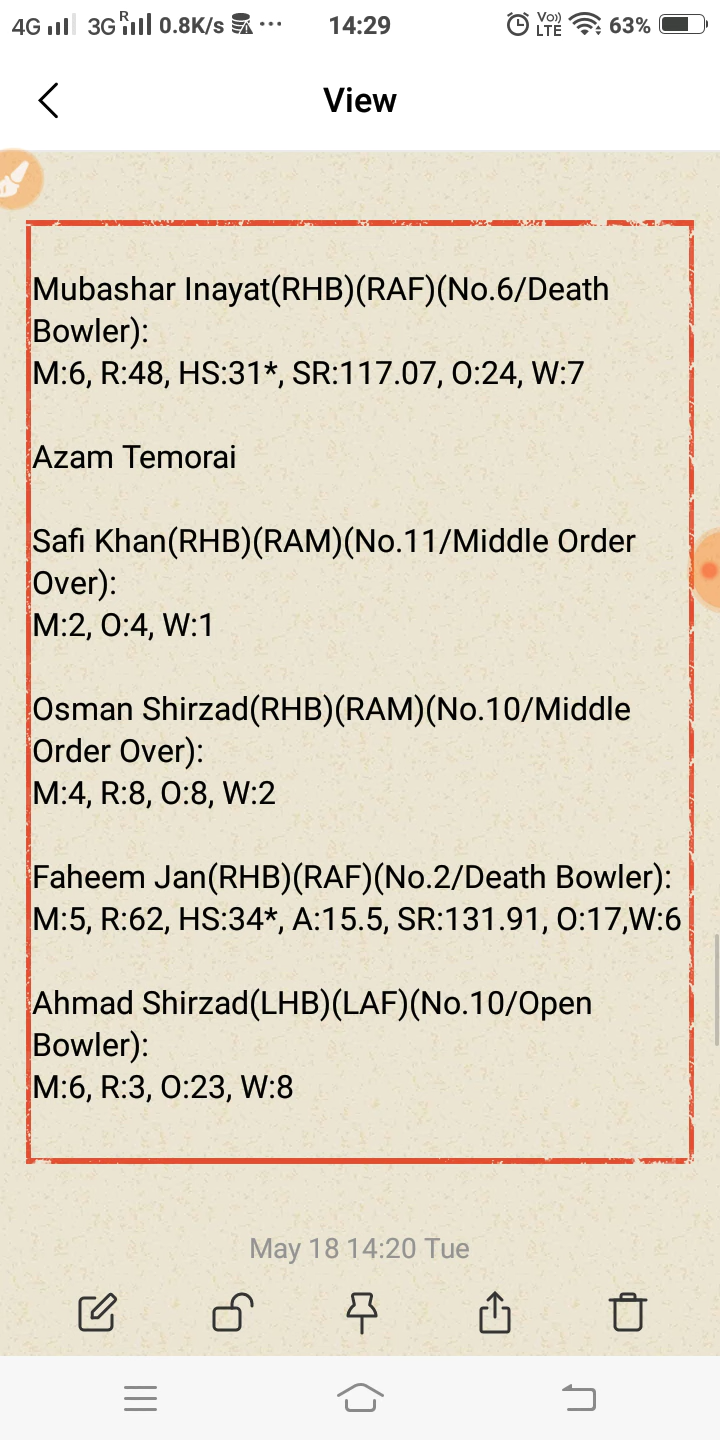 4G 3G R 0.8K/s ... 14:29 Vo)) LTE 63%
View
Mubashar Inayat(RHB)(RAF)(No.6/Death
Bowler):
M:6, R:48, HS:31*, SR:117.07, O:24, W:7
Azam Temorai
Safi Khan(RHB)(RAM)(No.11/Middle Order
Over):
M:2, O:4, W:1
Osman Shirzad(RHB)(RAM)(No.10/Middle
Order Over):
M:4, R:8, O:8, W:2
Faheem Jan(RHB)(RAF)(No.2/Death Bowler):
M:5, R:62, HS:34*, A:15.5, SR:131.91, O:17,W:6
Ahmad Shirzad(LHB)(LAF)(No.10/Open
Bowler):
M:6, R:3, O:23, W:8
May 18 14:20 Tue